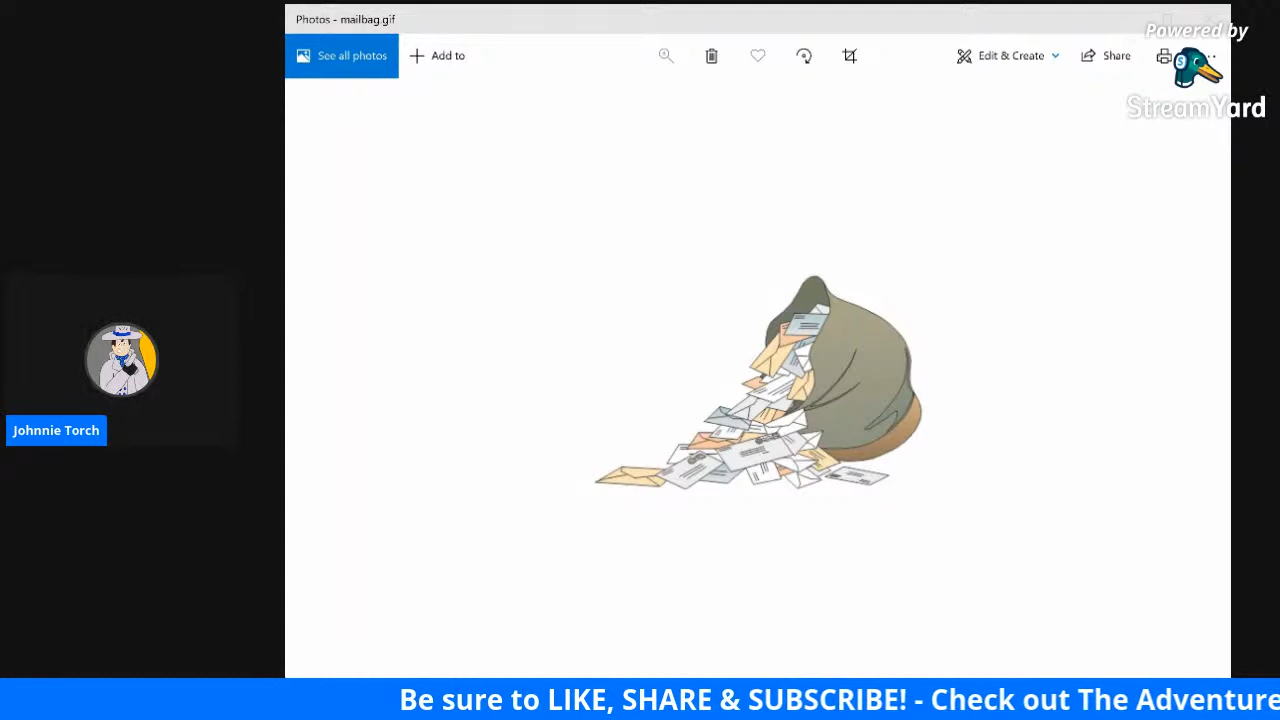 Photos - mailbag.gif
Powered by
See all photos
Add to
Edit & Create
Share
StreamYard
Johnnie Torch
Be sure to LIKE, SHARE & SUBSCRIBE! - Check out The Adventure